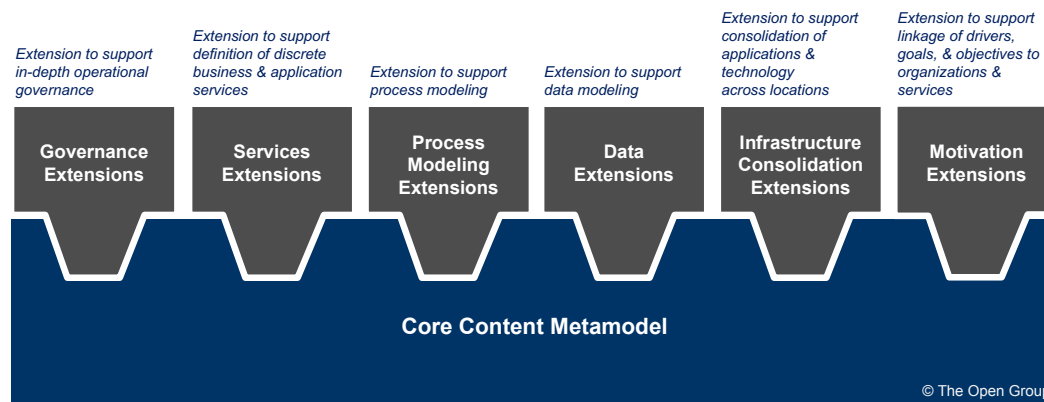 Extension to support
in-depth operational
governance
Extension to support
definition of discrete
business & application
services
Extension to support
process modeling
Extension to support
data modeling
Extension to support
consolidation of
applications &
technology
across locations
Extension to support
linkage of drivers,
goals, & objectives to
organizations &
services
Governance
Extensions
Services
Extensions
Process
Modeling
Extensions
Data
Extensions
Infrastructure
Consolidation
Extensions
Motivation
Extensions
Core Content Metamodel
© The Open Group